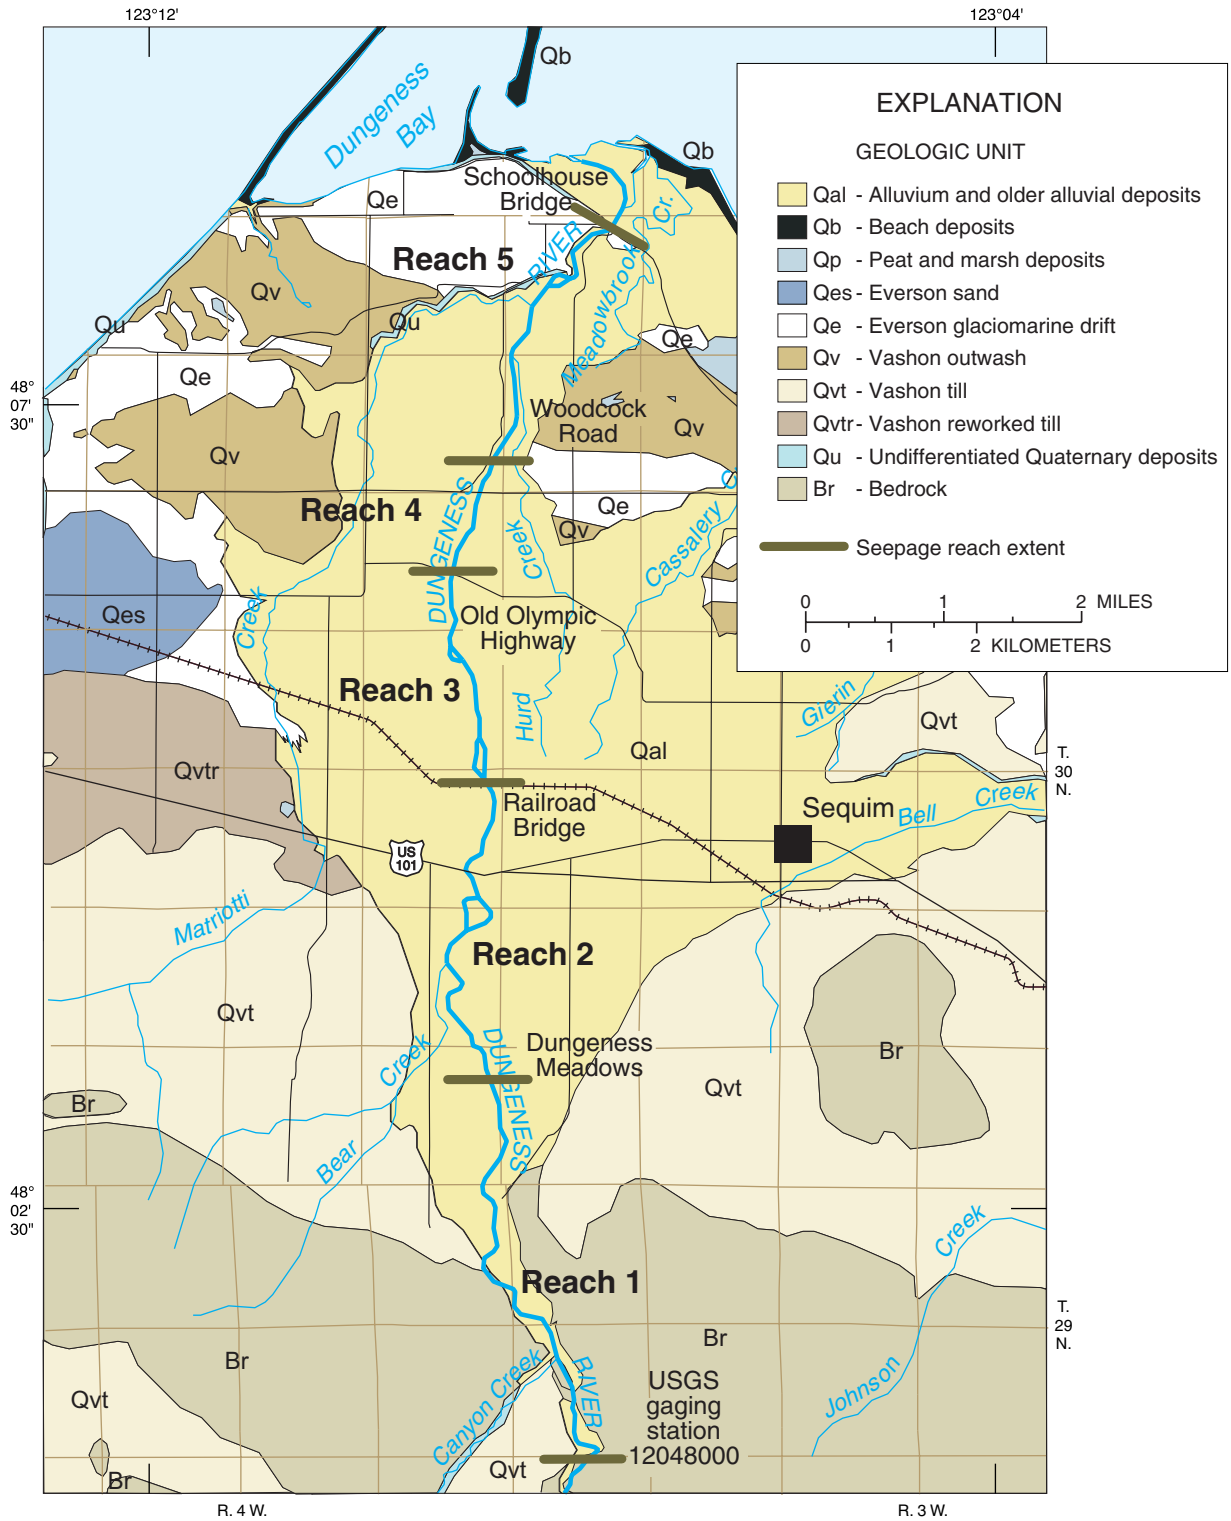 123°12'
123°04'
Qb
Dungeness
Bay
Qb
Schoolhouse
Bridge
Qe
Cr.
Reach 5
RIVER
Meadowbrook
Qv
Qu
Qu
Qe
Qe
48°
07'
30"
Woodcock
Road
Qv
Qv
Reach 4
DUNGENESS
Creek
Qe
Qv
Cassalery C
Qes
Creek
Old Olympic
Highway
Reach 3
Hurd
Gierin
Qvt
Qal
Qvtr
T.
30
N.
Railroad
Bridge
Sequim
Bell
Creek
US
101
Matriotti
Reach 2
Qvt
Creek
DUNGENESS
Dungeness
Meadows
Br
Qvt
Br
Bear
48°
02'
30"
Creek
Reach 1
T.
29
N.
Br
Br
Qvt
Canyon Creek
RIVER
USGS
gaging
station
12048000
Johnson
Qvt
Br
R. 4 W.
R. 3 W.
EXPLANATION
GEOLOGIC UNIT
Qal - Alluvium and older alluvial deposits
Qb - Beach deposits
Qp - Peat and marsh deposits
Qes - Everson sand
Qe - Everson glaciomarine drift
Qv - Vashon outwash
Qvt - Vashon till
Qvtr - Vashon reworked till
Qu - Undifferentiated Quaternary deposits
Br - Bedrock
Seepage reach extent
0 1 2 MILES
0 1 2 KILOMETERS